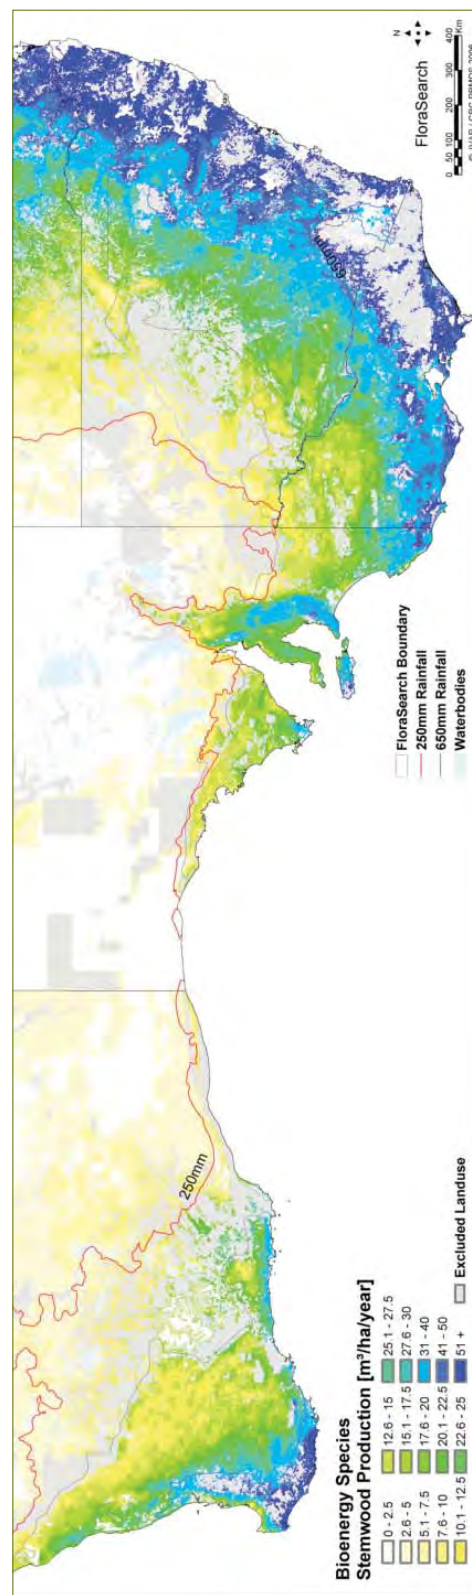 250mm
650mm
Bioenergy Species
Stemwood Production [m³/ha/year]
0 - 2.5
2.6 - 5
5.1 - 7.5
7.6 - 10
10.1 - 12.5
12.6 - 15
15.1 - 17.5
17.6 - 20
20.1 - 22.5
22.6 - 25
25.1 - 27.5
27.6 - 30
31 - 40
41 - 50
51 +
Excluded Landuse
FloraSearch Boundary
250mm Rainfall
650mm Rainfall
Waterbodies
N
FloraSearch
0 50 100 200 300 400
Km